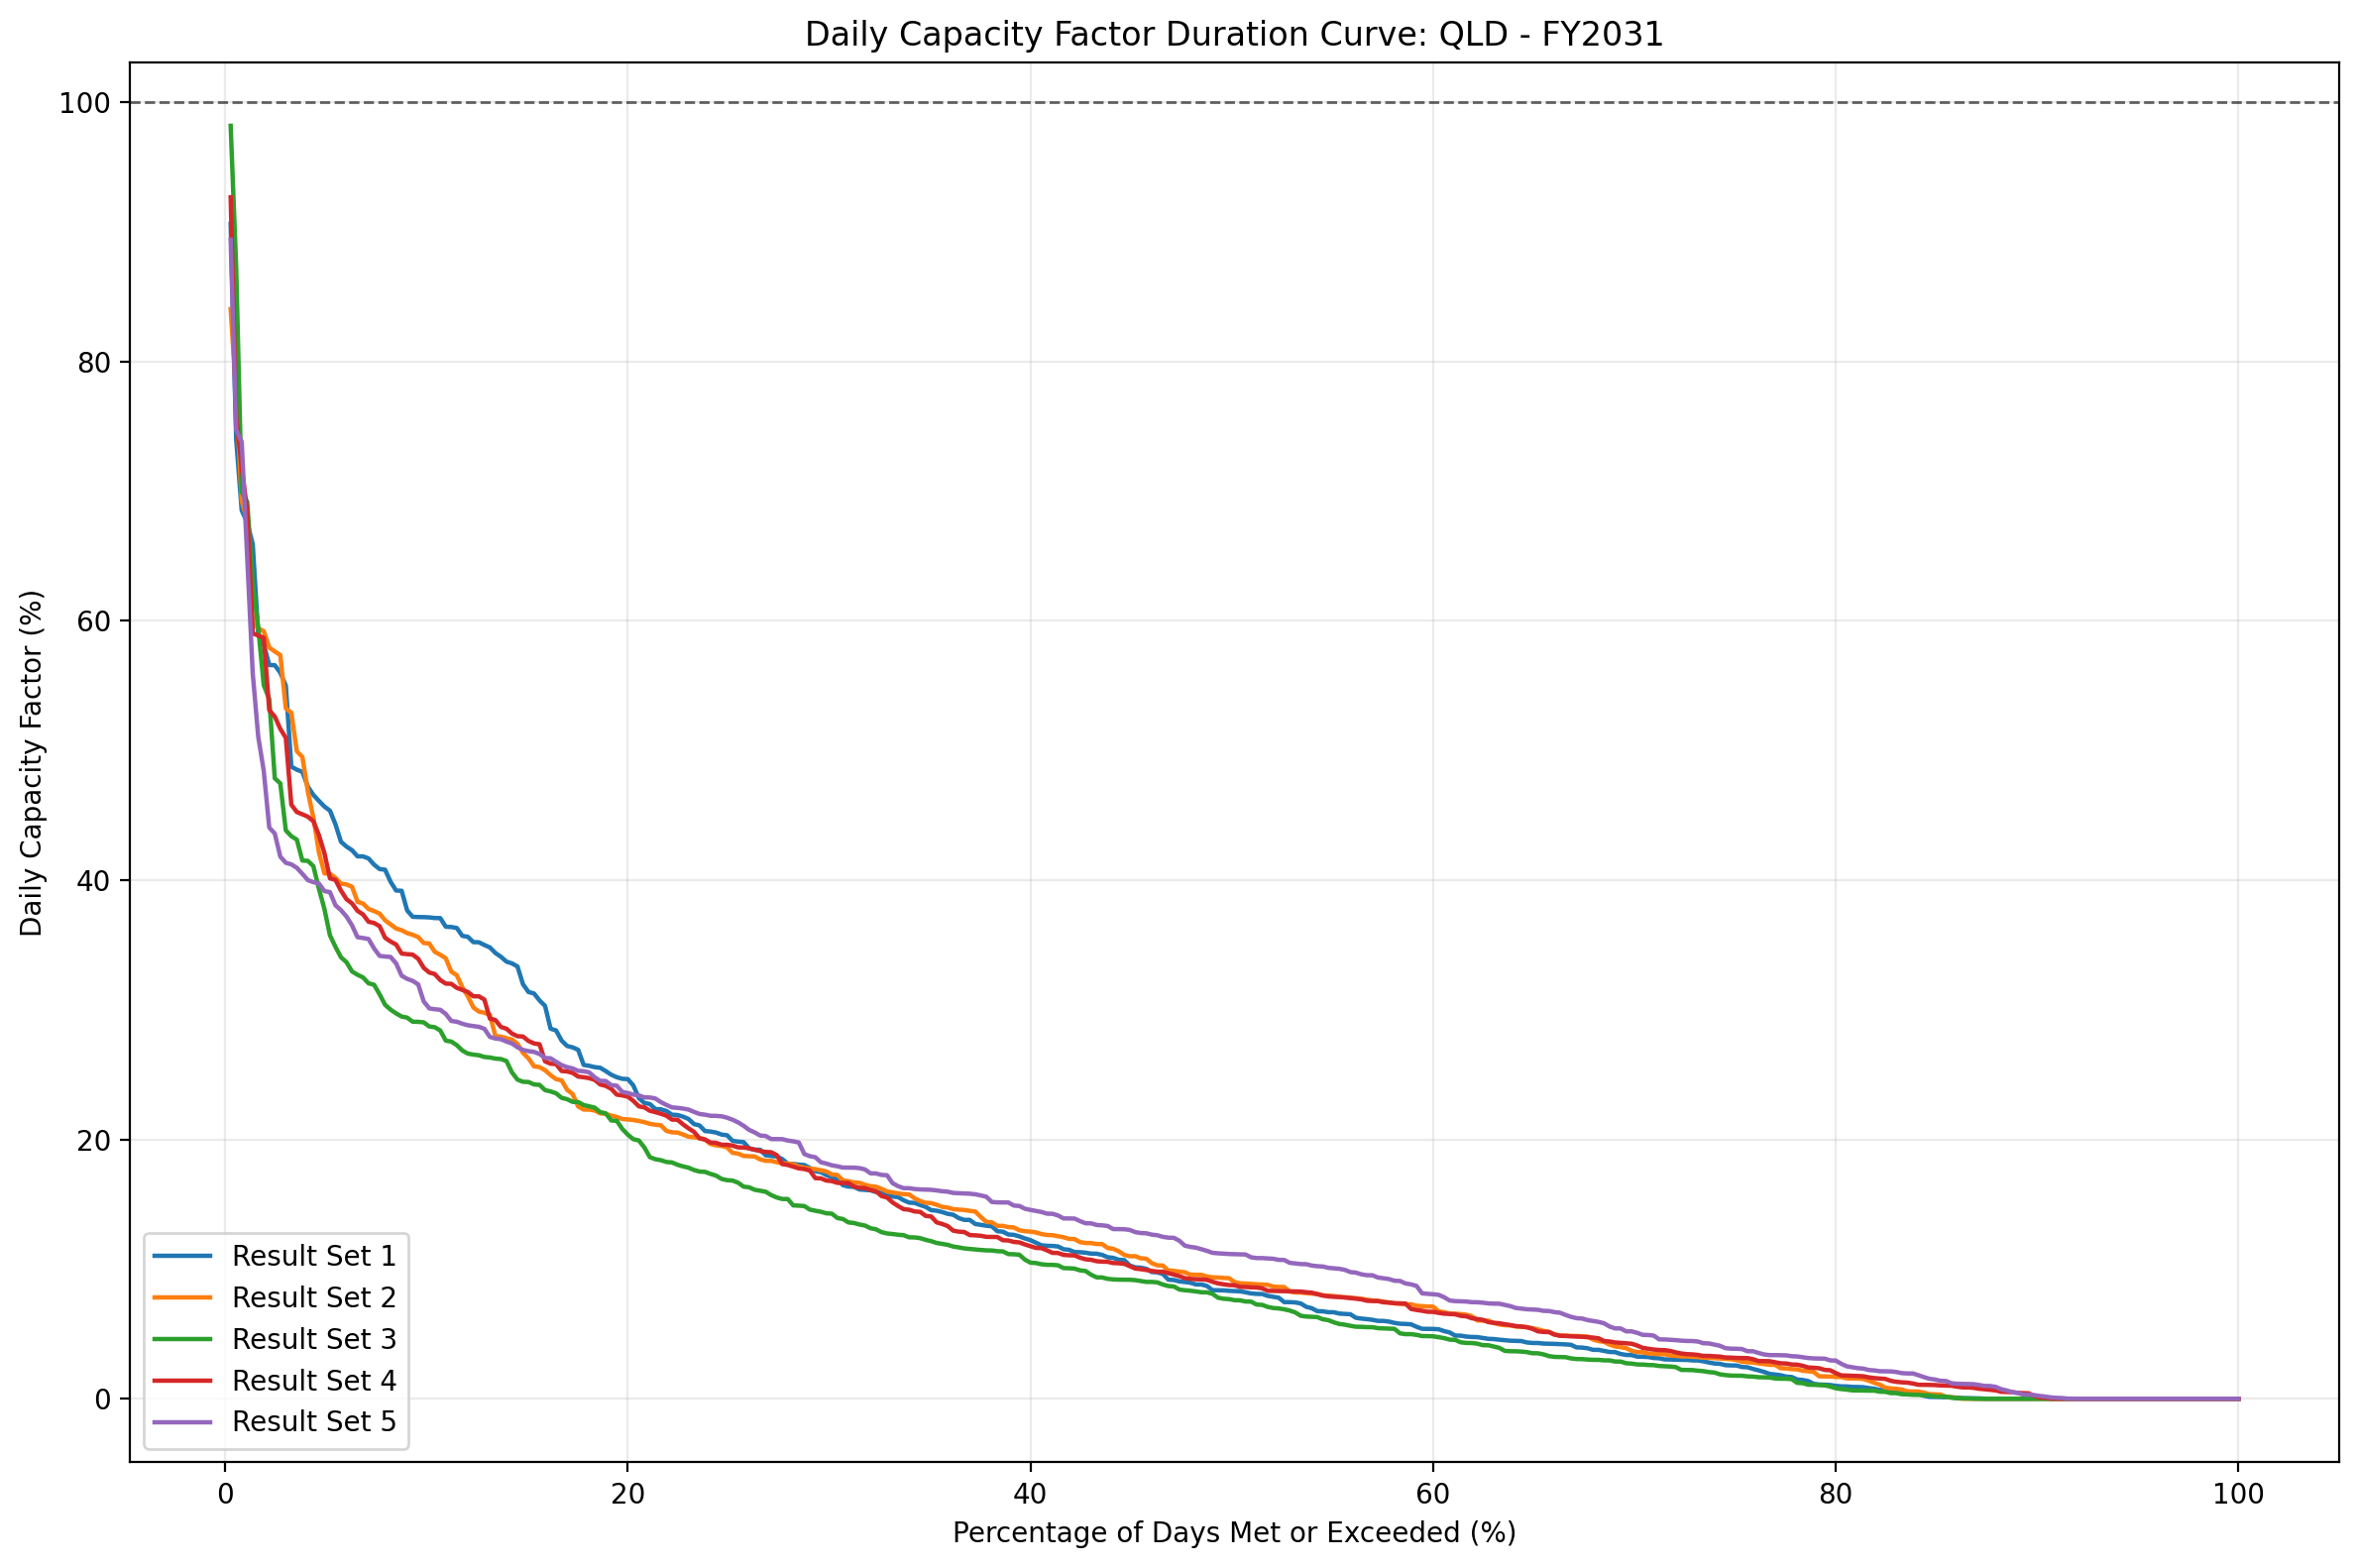 Daily Capacity Factor Duration Curve: QLD - FY2031
Daily Capacity Factor (%)
100
80
60
40
20
0
Result Set 1
Result Set 2
Result Set 3
Result Set 4
Result Set 5
0 20 40 60 80 100
Percentage of Days Met or Exceeded (%)